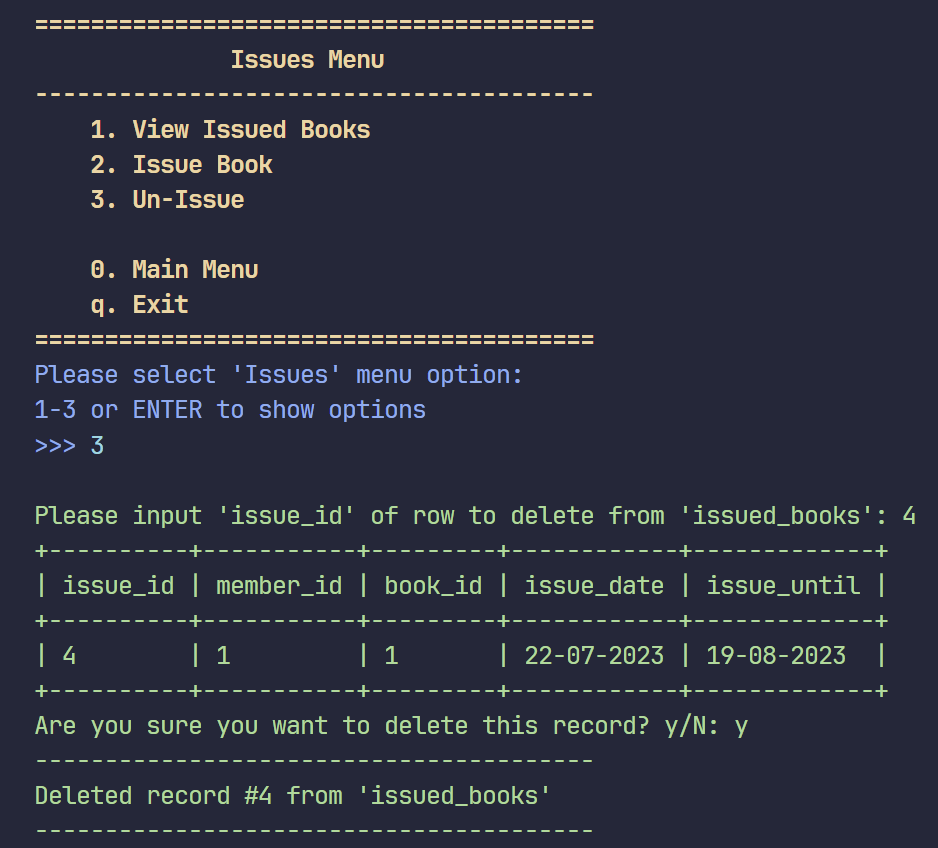 ========================================
              Issues Menu
----------------------------------------
    1. View Issued Books
    2. Issue Book
    3. Un-Issue

    0. Main Menu
    q. Exit
========================================
Please select 'Issues' menu option:
1-3 or ENTER to show options
>>> 3

Please input 'issue_id' of row to delete from 'issued_books': 4
+----------+-----------+---------+------------+-------------+
| issue_id | member_id | book_id | issue_date | issue_until |
+----------+-----------+---------+------------+-------------+
| 4        | 1         | 1       | 22-07-2023 | 19-08-2023  |
+----------+-----------+---------+------------+-------------+
Are you sure you want to delete this record? y/N: y
----------------------------------------
Deleted record #4 from 'issued_books'
----------------------------------------